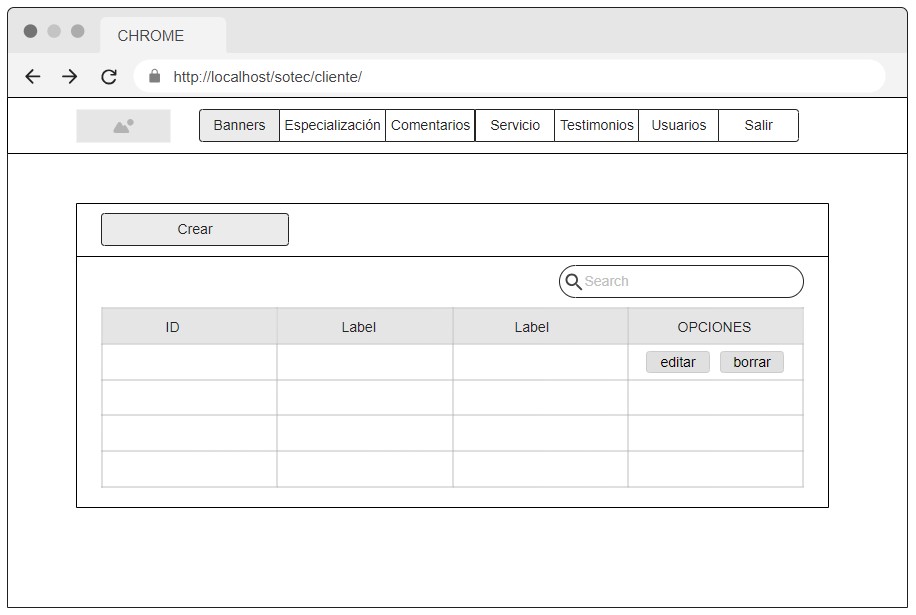 CHROME
http://localhost/sotec/cliente/
Banners Especialización Comentarios Servicio Testimonios Usuarios Salir
Crear
Search
ID Label Label OPCIONES
editar borrar